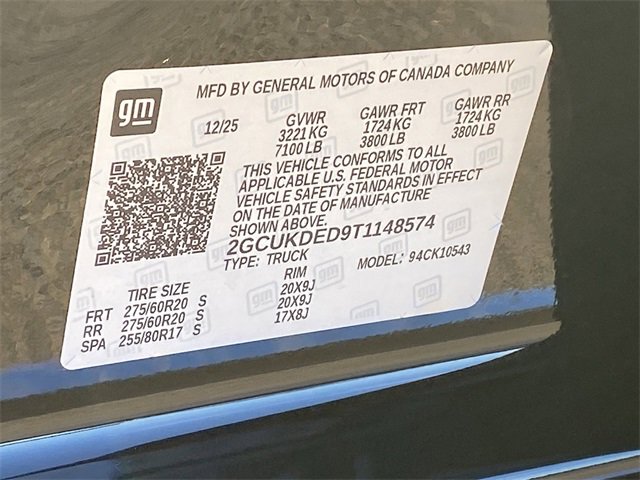 gm
MFD BY GENERAL MOTORS OF CANADA COMPANY
12/25 GVWR GAWR FRT GAWR RR
3221 KG 1724 KG 1724 KG
7100 LB 3800 LB 3800 LB
THIS VEHICLE CONFORMS TO ALL
APPLICABLE U.S. FEDERAL MOTOR
VEHICLE SAFETY STANDARDS IN EFFECT
ON THE DATE OF MANUFACTURE
SHOWN ABOVE.
2GCUKDED9T1148574
TYPE: TRUCK MODEL: 94CK10543
TIRE SIZE RIM
FRT 275/60R20 S 20X9J
RR 275/60R20 S 20X9J
SPA 255/80R17 S 17X8J